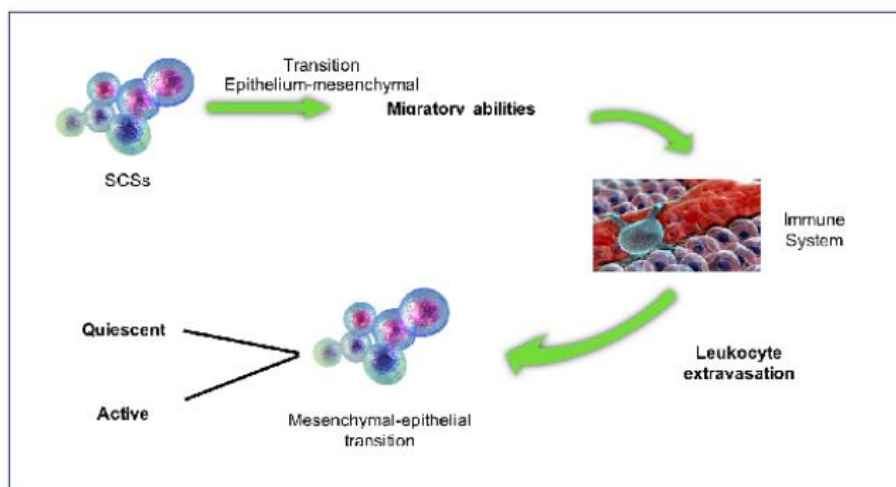 Transition
Epithelium-mesenchymal
Migratory abilities
SCSs
Immune
System
Quiescent
Leukocyte
extravasation
Active
Mesenchymal-epithelial
transition